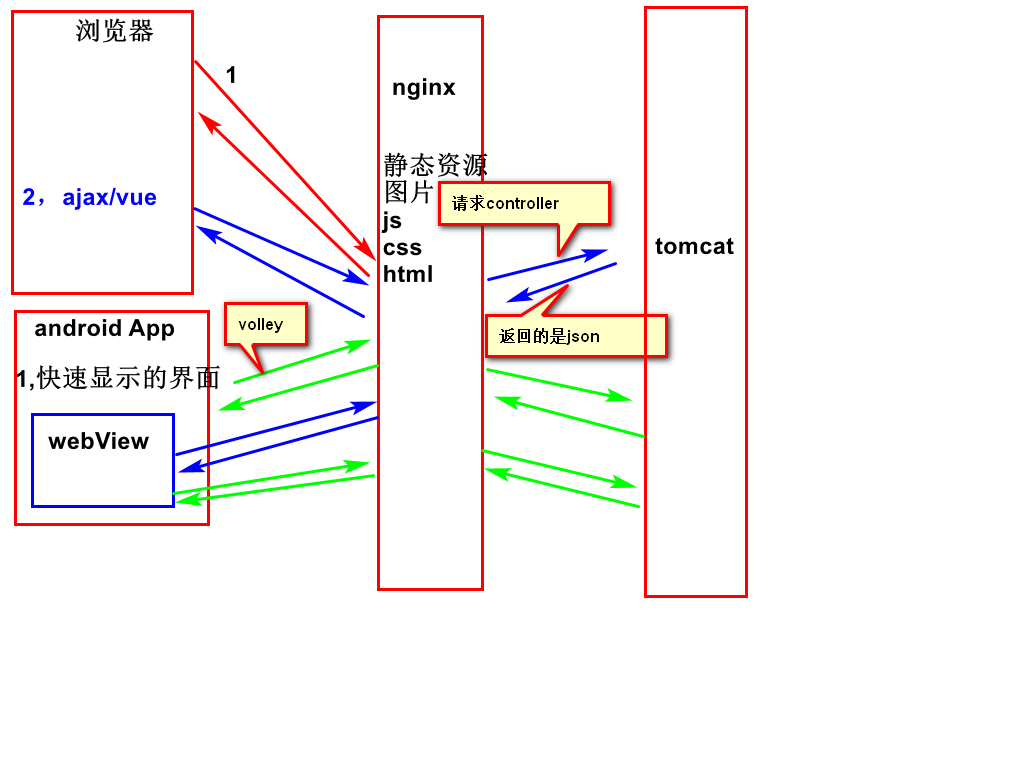 浏览器
1
2，ajax/vue
android App
1,快速显示的界面
webView
volley
nginx
静态资源
图片
js
css
html
请求controller
返回的是json
tomcat